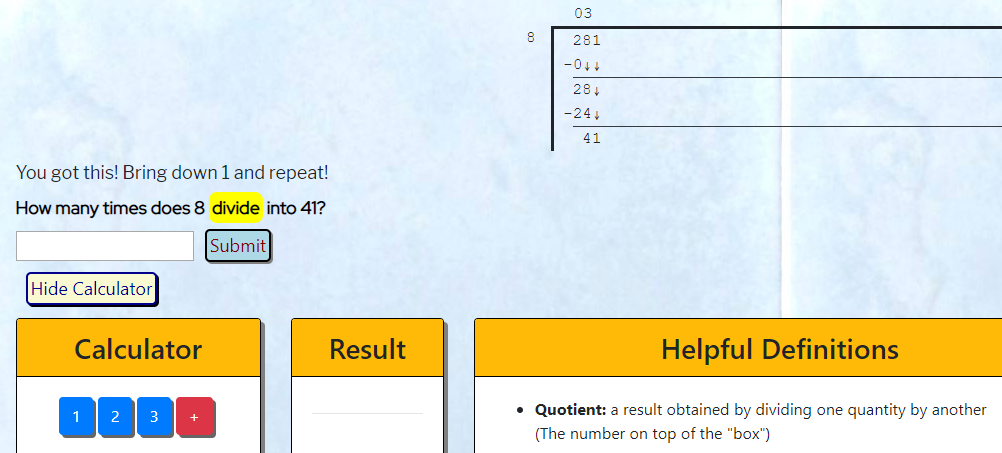 03
8 281
-0↓↓
28↓
-24↓
41
You got this! Bring down 1 and repeat!
How many times does 8 divide into 41?
Submit
Hide Calculator
Calculator
1 2 3 +
Result
Helpful Definitions
• Quotient: a result obtained by dividing one quantity by another
(The number on top of the "box")